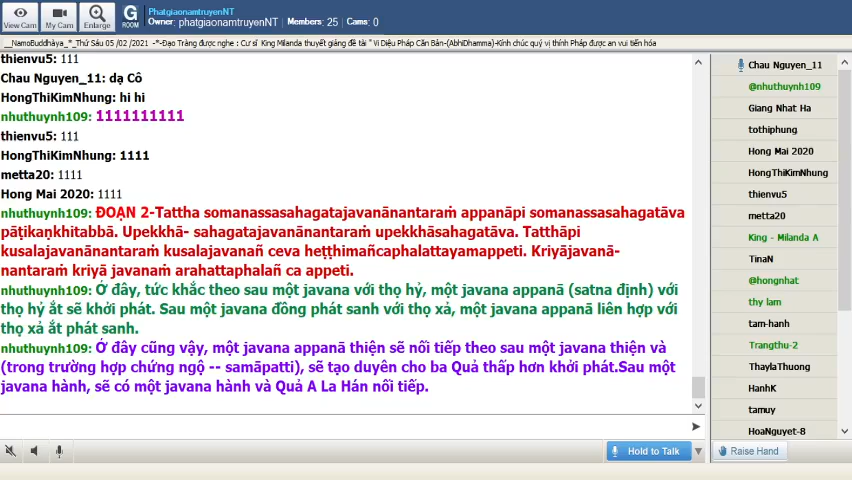 View Cam
My Cam
Enlarge
G
ROOM
PhatgiaonamtruyenNT
Owner: phatgiaonamtruyenNT
Members: 25
Cams: 0
__NamoBuddhàya_*_Thứ Sáu 05 /02 /2021 -*-Đạo Tràng được nghe : Cư sĩ King Milanda thuyết giảng đề tài " Vi Diệu Pháp Căn Bản-(AbhiDhamma)-Kính chúc quý vị thính Pháp được an vui tiến hóa
thienvu5: 111
Chau Nguyen_11: dạ Cô
HongThiKimNhung: hi hi
nhuthuynh109: 1111111111
thienvu5: 111
HongThiKimNhung: 1111
metta20: 1111
Hong Mai 2020: 1111
nhuthuynh109: ĐOẠN 2-Tattha somanassasahagatajavanānantaraṁ appanāpi somanassasahagatāva
pāṭikaṇkhitabbā. Upekkhā- sahagatajavanānantaraṁ upekkhāsahagatāva. Tatthāpi
kusalajavanānantaraṁ kusalajavanañ ceva heṭṭhimañcaphalattayamappeti. Kriyājavanā-
nantaraṁ kriyā javanaṁ arahattaphalañ ca appeti.
nhuthuynh109: Ở đây, tức khắc theo sau một javana với thọ hỷ, một javana appanā (satna định) với
thọ hỷ ắt sẽ khởi phát. Sau một javana đồng phát sanh với thọ xả, một javana appanā liên hợp với
thọ xả ắt phát sanh.
nhuthuynh109: Ở đây cũng vậy, một javana appanā thiện sẽ nối tiếp theo sau một javana thiện và
(trong trường hợp chứng ngộ -- samāpatti), sẽ tạo duyên cho ba Quả thấp hơn khởi phát.Sau một
javana hành, sẽ có một javana hành và Quả A La Hán nối tiếp.
Hold to Talk
Chau Nguyen_11
@nhuthuynh109
Giang Nhat Ha
tothiphung
Hong Mai 2020
HongThiKimNhung
thienvu5
metta20
King - Milanda A
TinaN
@hongnhat
thy lam
tam-hanh
Trangthu-2
ThaylaThuong
HanhK
tamuy
HoaNguyet-8
Raise Hand